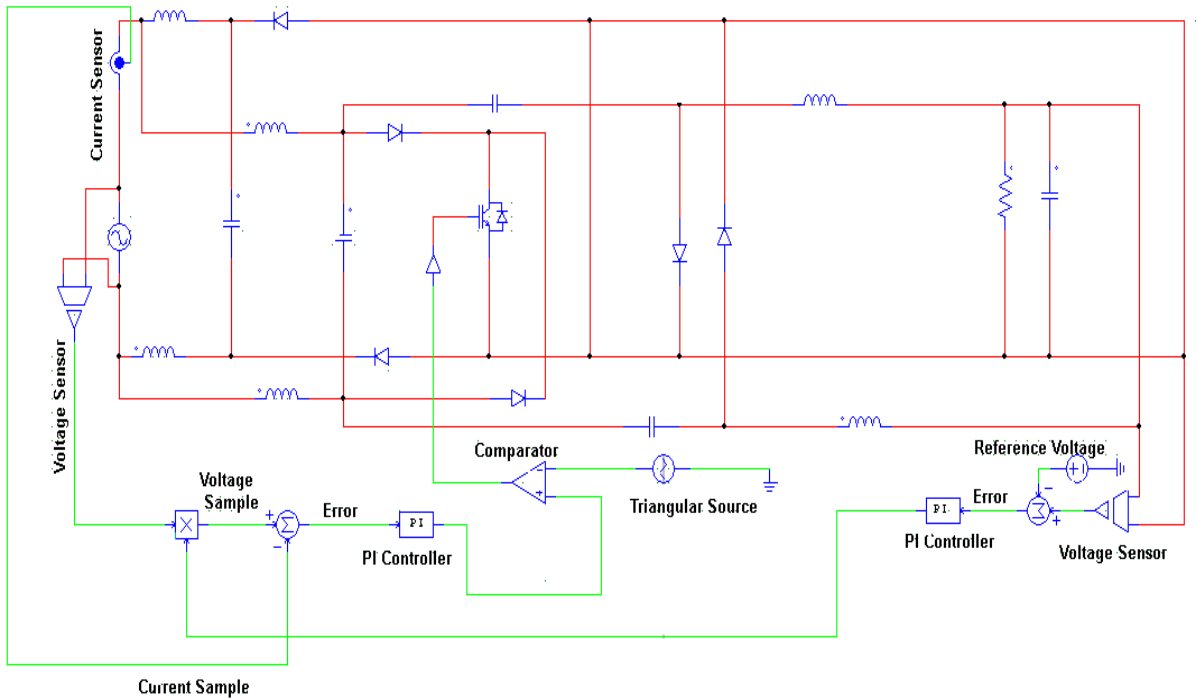 Current Sensor
Voltage Sensor
Voltage
Sample
Error
PI
PI Controller
Comparator
Triangular Source
Reference Voltage
Error
PI
PI Controller
Voltage Sensor
Current Sample